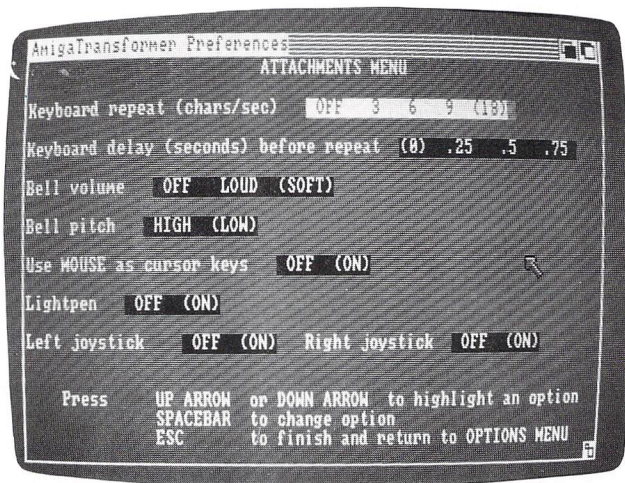 AmigaTransformer Preferences
ATTACHMENTS MENU
Keyboard repeat (chars/sec) OFF 3 6 9 (18)
Keyboard delay (seconds) before repeat (0) .25 .5 .75
Bell volume OFF LOUD (SOFT)
Bell pitch HIGH (LOW)
Use MOUSE as cursor keys OFF (ON)
Lightpen OFF (ON)
Left joystick OFF (ON) Right joystick OFF (ON)
Press UP ARROW or DOWN ARROW to highlight an option
SPACEBAR to change option
ESC to finish and return to OPTIONS MENU